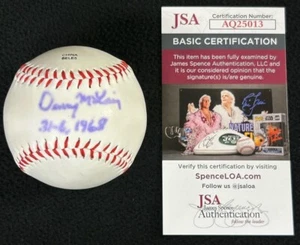 Denny McLain
31-6, 1968
JSA
Certification Number
AQ25013
BASIC CERTIFICATION
This item has been fully examined by
James Spence Authentication, LLC and it
is our considered opinion that the
signature(s) is/are genuine.
Verify this certification by visiting
SpenceLOA.com
Follow us @jsaloa
JSA
James Spence
Authentication